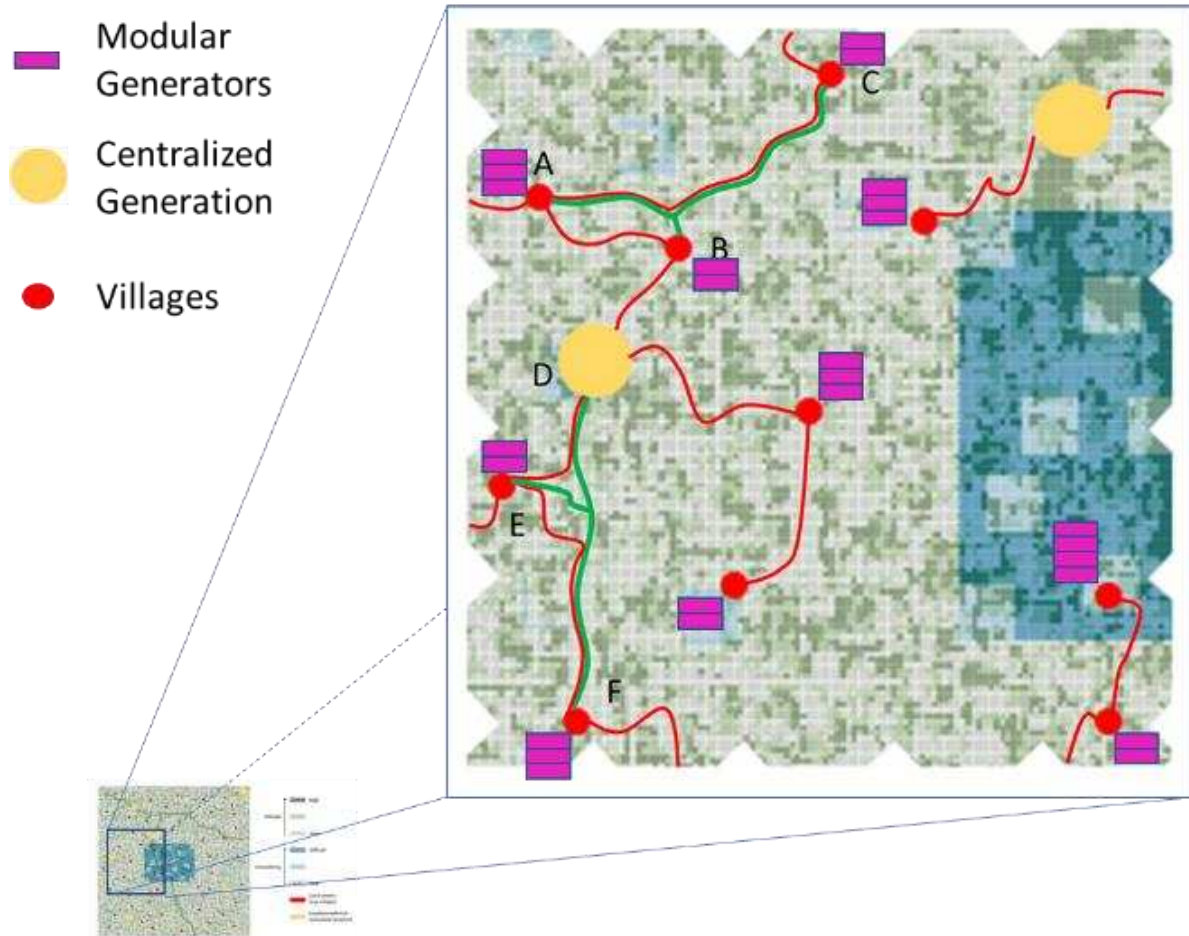 Modular
Generators
Centralized
Generation
Villages
A
B
C
D
E
F